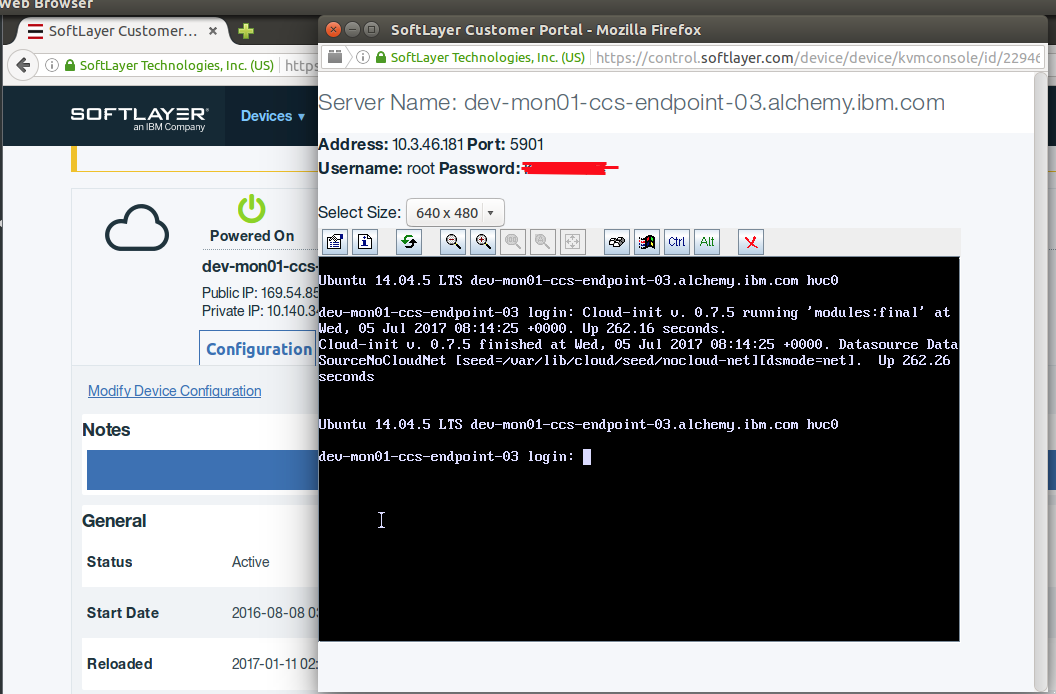 Web Browser
SoftLayer Customer...
SoftLayer Technologies, Inc. (US) https
SOFTLAYER®
an IBM Company
Devices
Powered On
dev-mon01-ccs-
Public IP: 169.54.85
Private IP: 10.140.3
Configuration
Modify Device Configuration
Notes
General
Status Active
Start Date 2016-08-08 03
Reloaded 2017-01-11 02:
SoftLayer Customer Portal - Mozilla Firefox
SoftLayer Technologies, Inc. (US) https://control.softlayer.com/device/device/kvmconsole/id/2294
Server Name: dev-mon01-ccs-endpoint-03.alchemy.ibm.com
Address: 10.3.46.181 Port: 5901
Username: root Password:
Select Size: 640 x 480
Ctrl Alt
Ubuntu 14.04.5 LTS dev-mon01-ccs-endpoint-03.alchemy.ibm.com hvc0
dev-mon01-ccs-endpoint-03 login: Cloud-init v. 0.7.5 running 'modules:final' at
Wed, 05 Jul 2017 08:14:25 +0000. Up 262.16 seconds.
Cloud-init v. 0.7.5 finished at Wed, 05 Jul 2017 08:14:25 +0000. Datasource Data
SourceNoCloudNet [seed=/var/lib/cloud/seed/nocloud-net][dsmode=net].  Up 262.26
seconds
Ubuntu 14.04.5 LTS dev-mon01-ccs-endpoint-03.alchemy.ibm.com hvc0
dev-mon01-ccs-endpoint-03 login: